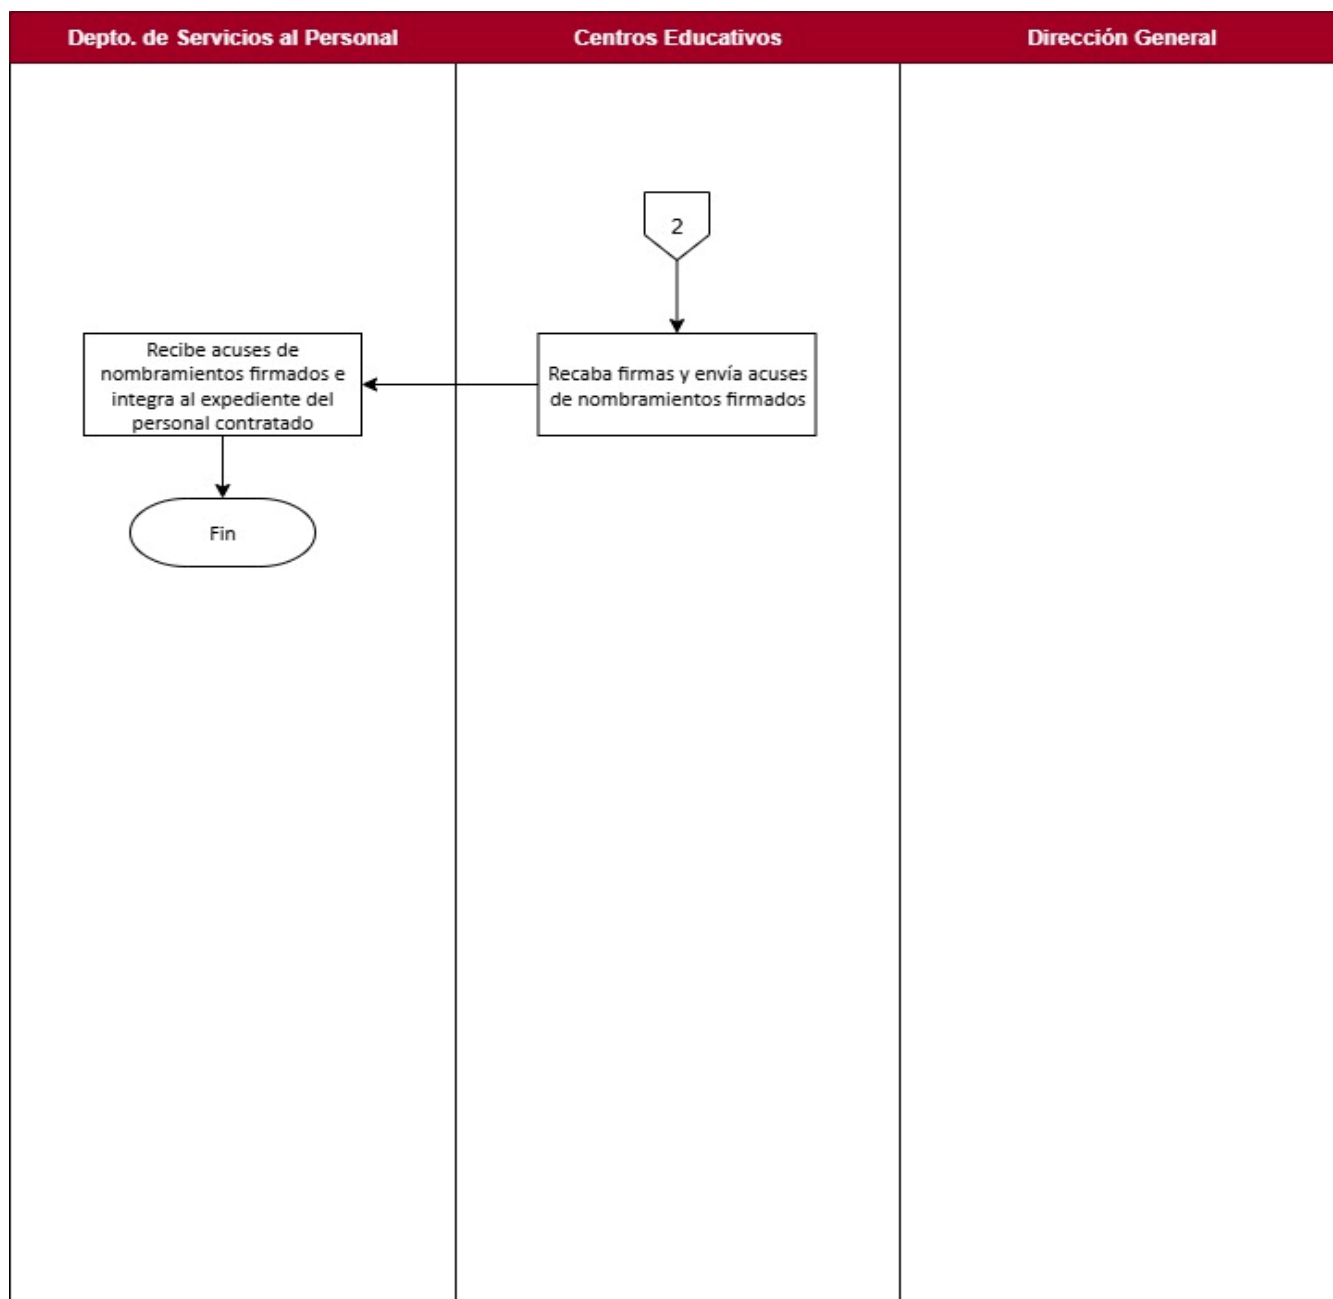 Depto. de Servicios al Personal
Centros Educativos
Dirección General
2
Recaba firmas y envía acuses
de nombramientos firmados
Recibe acuses de
nombramientos firmados e
integra al expediente del
personal contratado
Fin